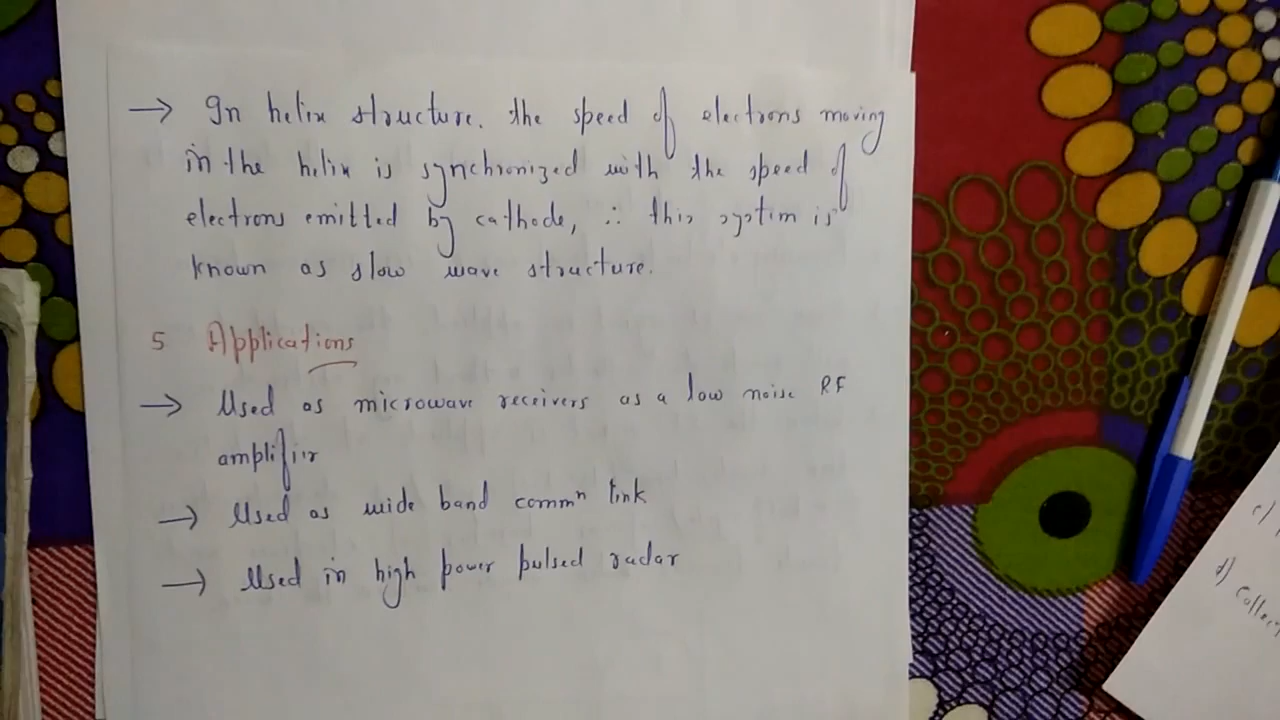 → In helix structure. the speed of electrons moving
in the helix is synchronized with the speed of
electrons emitted by cathode, ∴ this system is
known as slow wave structure.
5 Applications
→ Used as microwave receivers as a low noise RF
amplifier
→ Used as wide band commⁿ link
→ Used in high power pulsed radar
c)
d) Collect